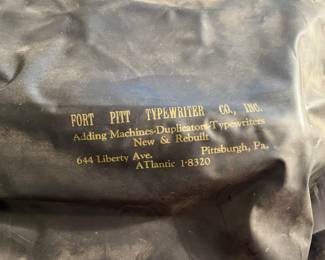 FORT PITT TYPEWRITER CO., INC.
Adding Machines-Duplicators-Typewriters
New & Rebuilt
644 Liberty Ave. Pittsburgh, Pa.
ATlantic 1-8320